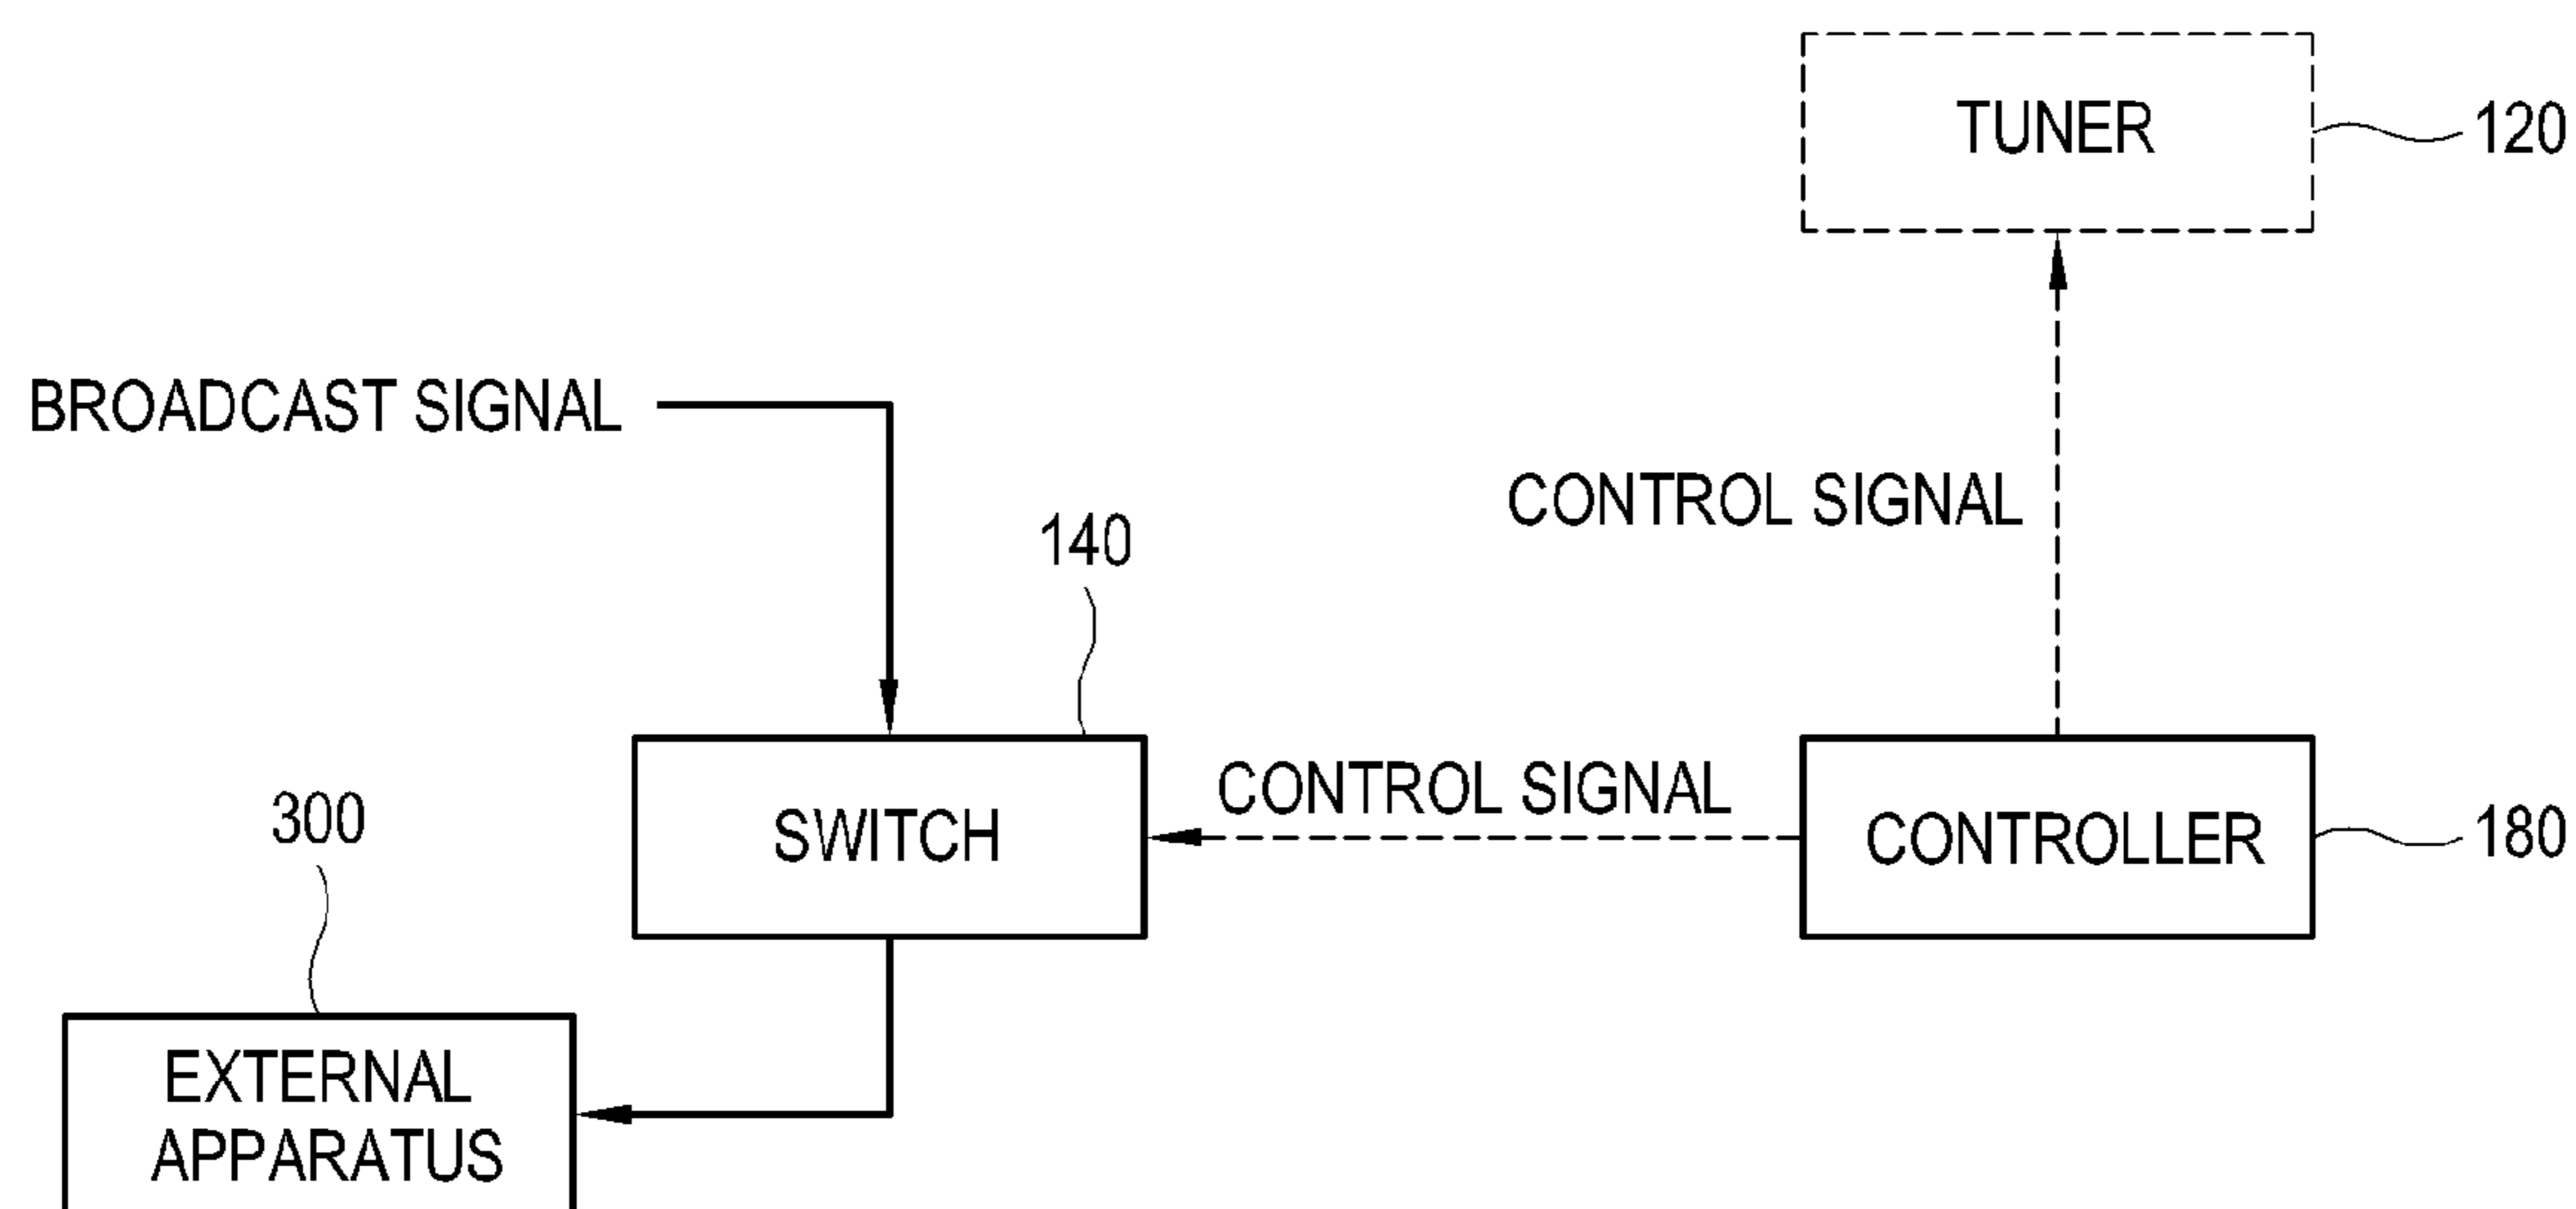 TUNER
120
BROADCAST SIGNAL
CONTROL SIGNAL
140
CONTROL SIGNAL
300
SWITCH
CONTROLLER
180
EXTERNAL
APPARATUS